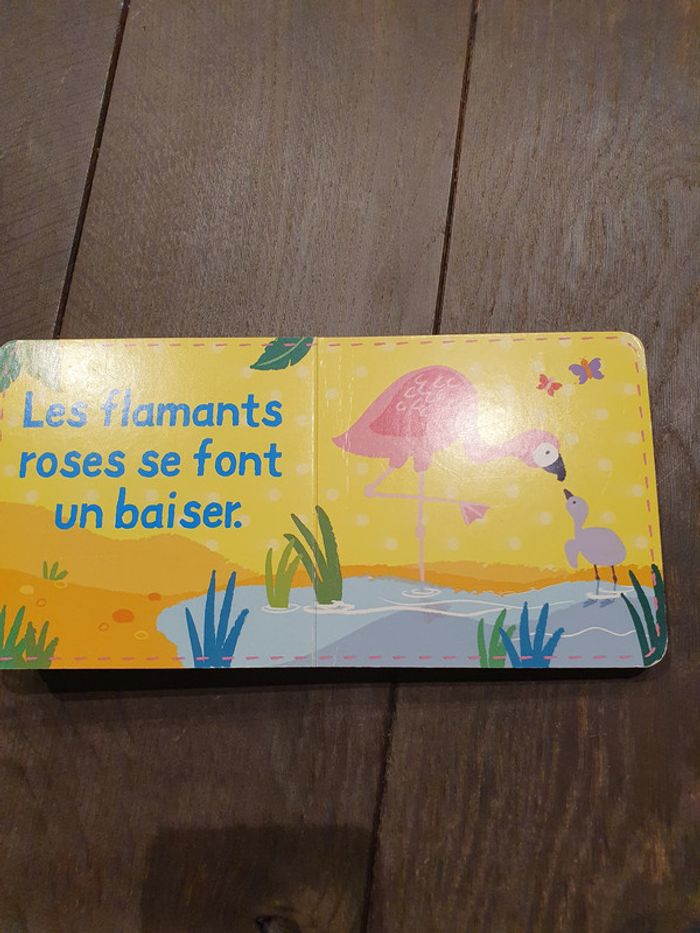 Les flamants
roses se font
un baiser.